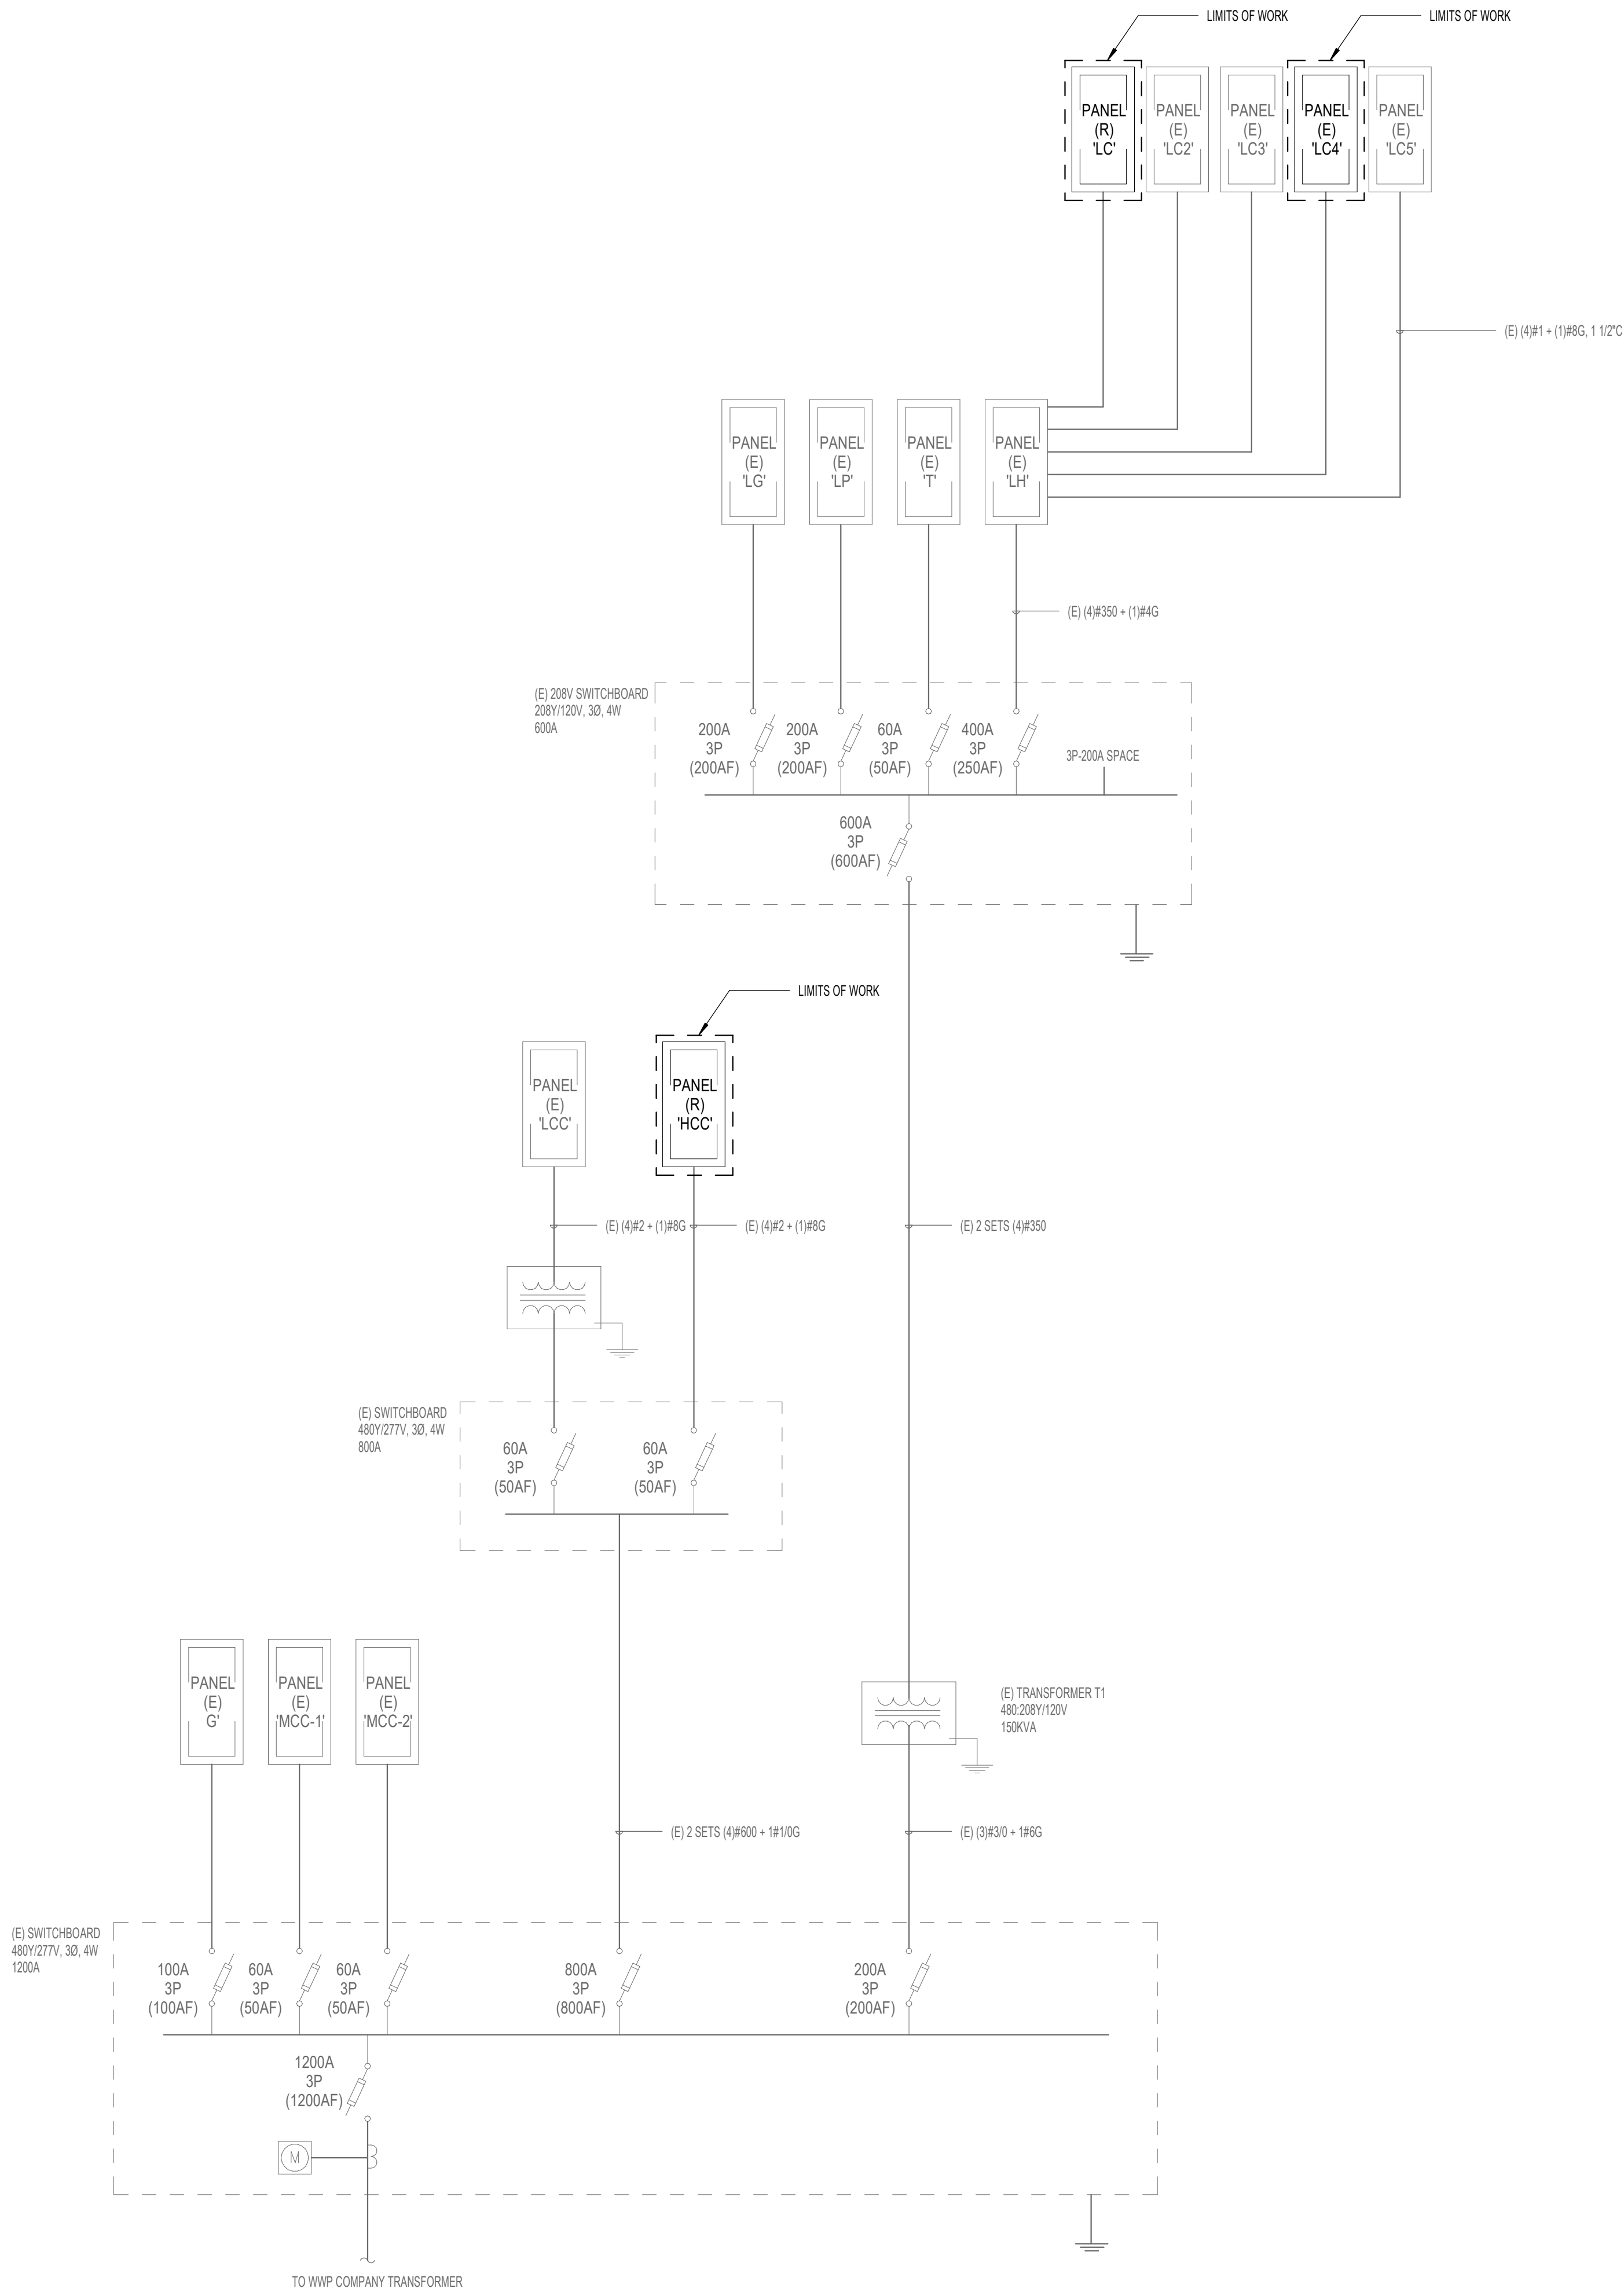 LIMITS OF WORK
LIMITS OF WORK
PANEL
(R)
'LC'
PANEL
(E)
'LC2'
PANEL
(E)
'LC3'
PANEL
(E)
'LC4'
PANEL
(E)
'LC5'
(E) (4)#1 + (1)#8G, 1 1/2"C
PANEL
(E)
'LG'
PANEL
(E)
'LP'
PANEL
(E)
'T'
PANEL
(E)
'LH'
(E) (4)#350 + (1)#4G
(E) 208V SWITCHBOARD
208Y/120V, 3Ø, 4W
600A
200A
3P
(200AF)
200A
3P
(200AF)
60A
3P
(50AF)
400A
3P
(250AF)
3P-200A SPACE
600A
3P
(600AF)
LIMITS OF WORK
PANEL
(E)
'LCC'
PANEL
(R)
'HCC'
(E) (4)#2 + (1)#8G
(E) (4)#2 + (1)#8G
(E) 2 SETS (4)#350
(E) SWITCHBOARD
480Y/277V, 3Ø, 4W
800A
60A
3P
(50AF)
60A
3P
(50AF)
PANEL
(E)
G'
PANEL
(E)
'MCC-1'
PANEL
(E)
'MCC-2'
(E) TRANSFORMER T1
480:208Y/120V
150KVA
(E) 2 SETS (4)#600 + 1#1/0G
(E) (3)#3/0 + 1#6G
(E) SWITCHBOARD
480Y/277V, 3Ø, 4W
1200A
100A
3P
(100AF)
60A
3P
(50AF)
60A
3P
(50AF)
800A
3P
(800AF)
200A
3P
(200AF)
1200A
3P
(1200AF)
M
TO WWP COMPANY TRANSFORMER